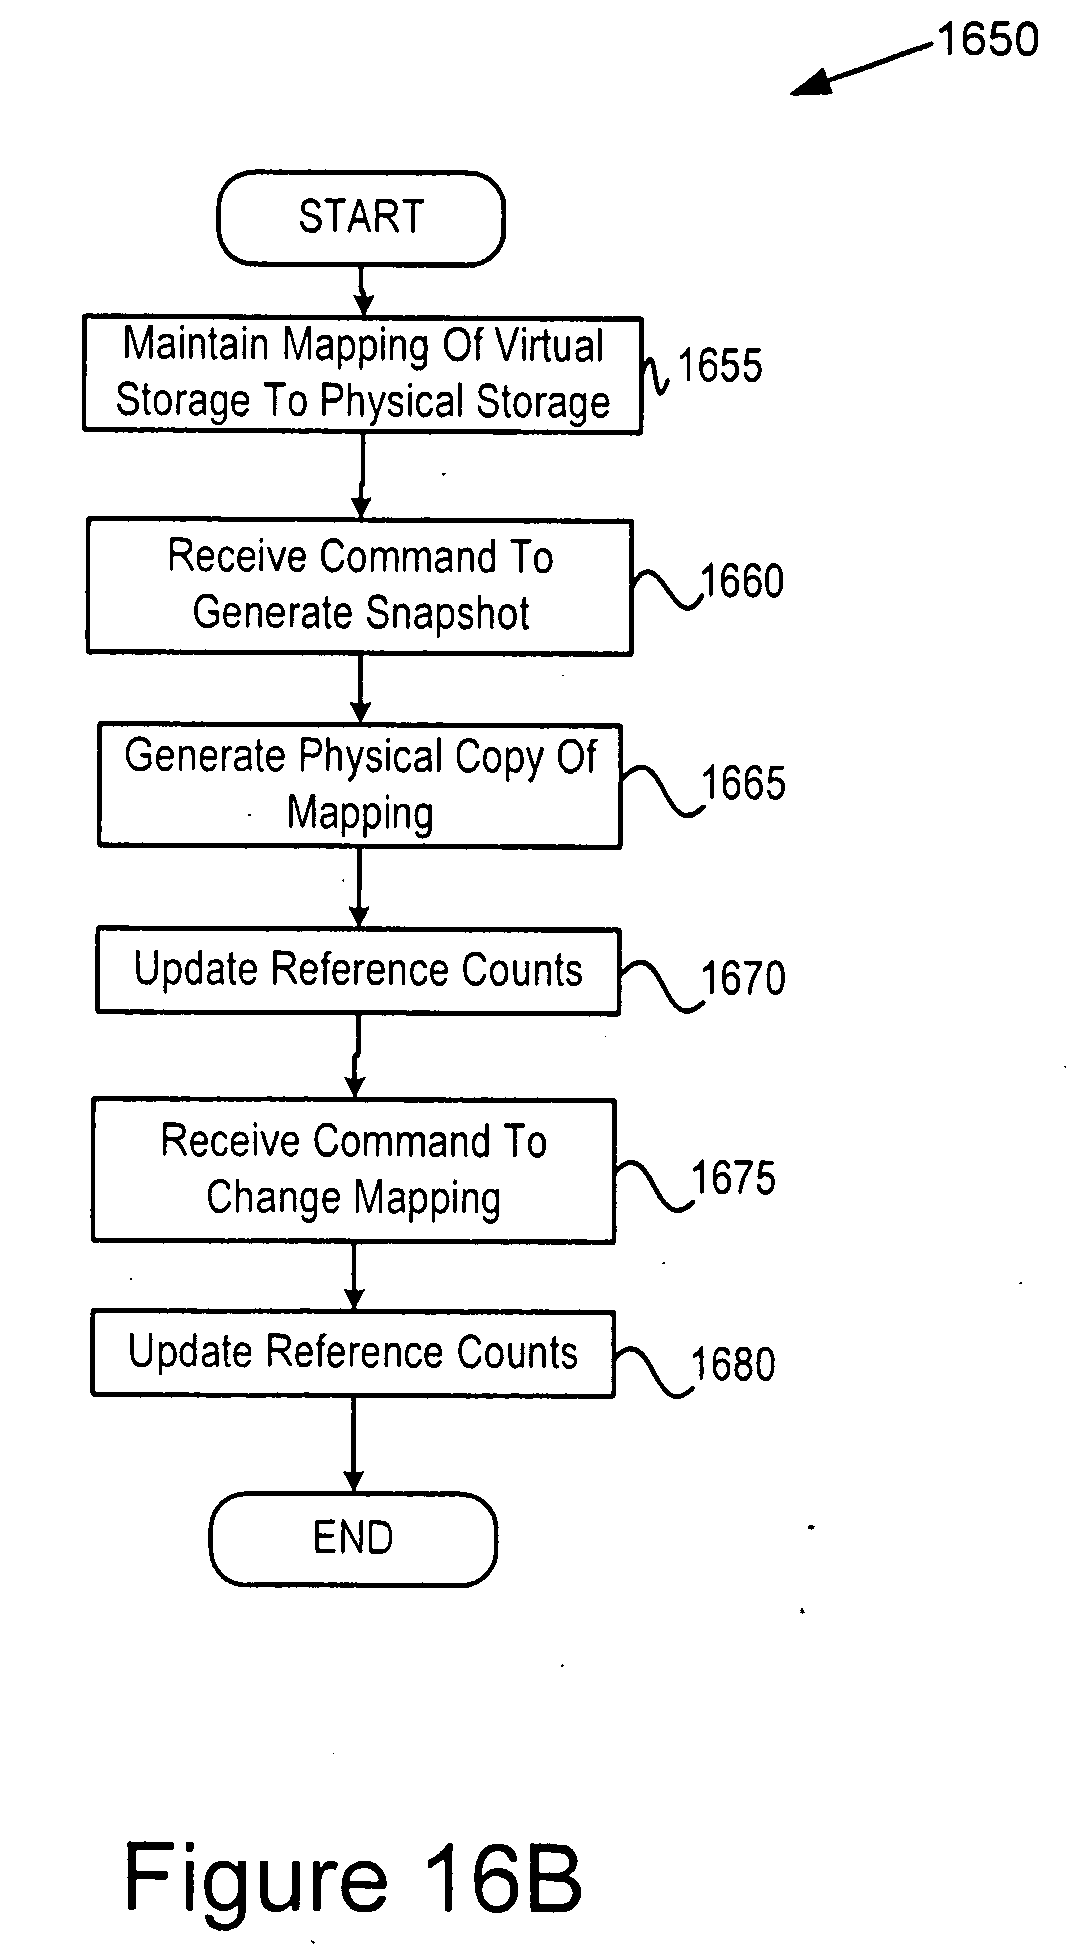 1650
START
Maintain Mapping Of Virtual
Storage To Physical Storage
1655
Receive Command To
Generate Snapshot
1660
Generate Physical Copy Of
Mapping
1665
Update Reference Counts
1670
Receive Command To
Change Mapping
1675
Update Reference Counts
1680
END
Figure 16B